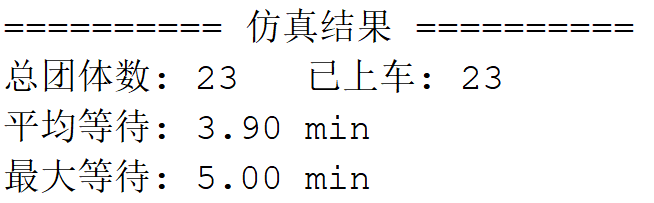 ========== 仿真结果 ==========
总团体数: 23   已上车: 23
平均等待: 3.90 min
最大等待: 5.00 min